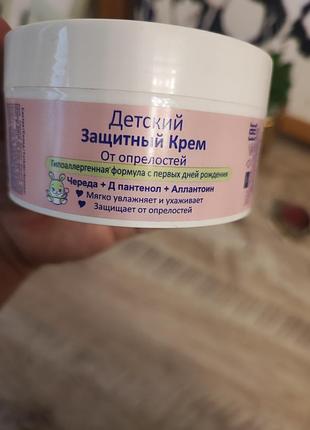 Детский
Защитный Крем
От опрелостей
Гипоаллергенная формула с первых дней рождения
Череда + Д пантенол + Аллантоин
Мягко увлажняет и ухаживает
Защищает от опрелостей
EAC